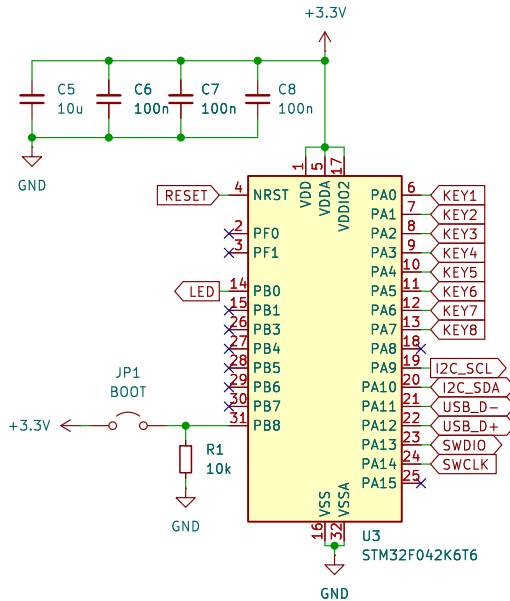 +3.3V
C5
10u
C6
100n
C7
100n
C8
100n
GND
1
5
17
VDD
VDDA
VDDIO2
RESET
4
NRST
2
PF0
3
PF1
LED
14
PB0
15
PB1
26
PB3
27
PB4
28
PB5
29
PB6
30
PB7
31
PB8
PA0
6
KEY1
PA1
7
KEY2
PA2
8
KEY3
PA3
9
KEY4
PA4
10
KEY5
PA5
11
KEY6
PA6
12
KEY7
PA7
13
KEY8
PA8
18
PA9
19
I2C_SCL
PA10
20
I2C_SDA
PA11
21
USB_D-
PA12
22
USB_D+
PA13
23
SWDIO
PA14
24
SWCLK
PA15
25
JP1
BOOT
+3.3V
R1
10k
GND
VSS
VSSA
16
32
U3
STM32F042K6T6
GND